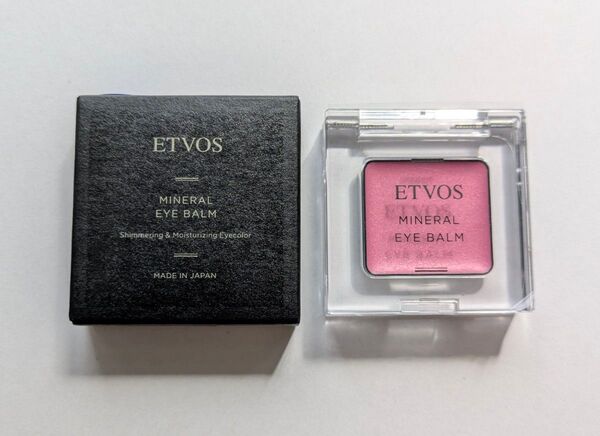 ETVOS
MINERAL
EYE BALM
Shimmering & Moisturizing Eyecolor
MADE IN JAPAN
ETVOS
MINERAL
EYE BALM